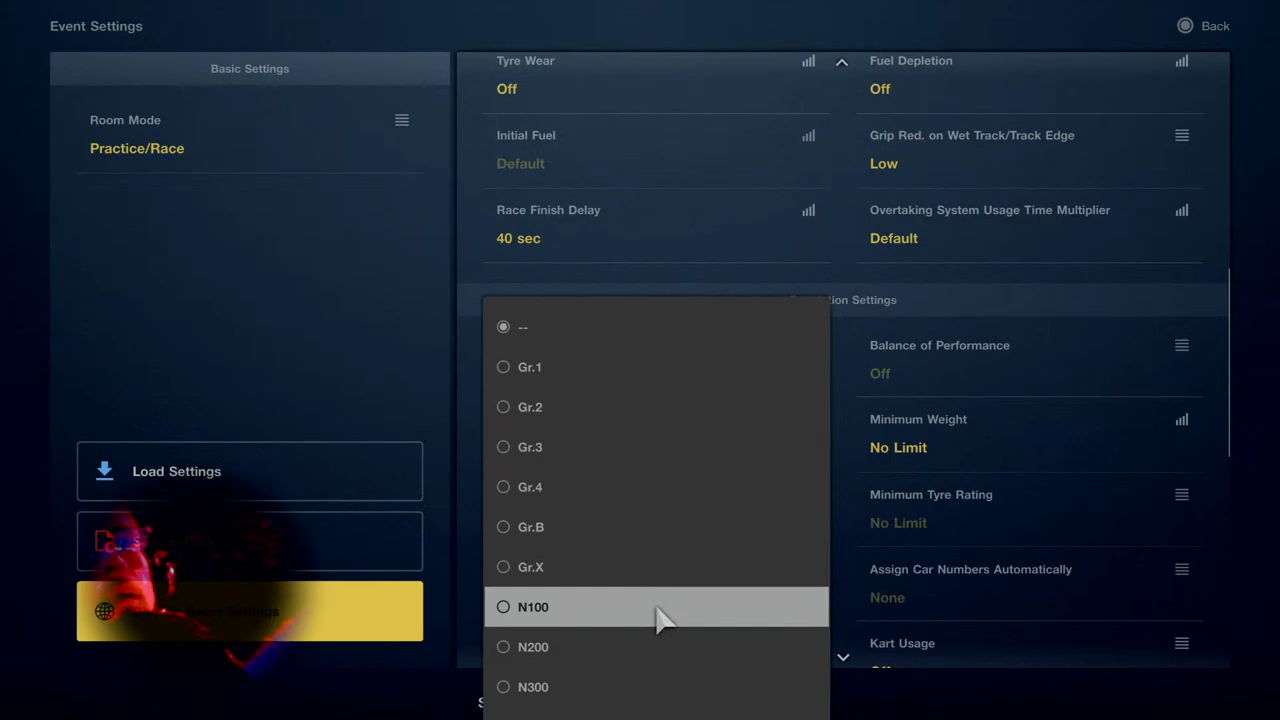 Event Settings
Back
Basic Settings
Room Mode
Practice/Race
Load Settings
Tyre Wear
Off
Fuel Depletion
Off
Initial Fuel
Default
Grip Red. on Wet Track/Track Edge
Low
Race Finish Delay
40 sec
Overtaking System Usage Time Multiplier
Default
Settings
--
Gr.1
Gr.2
Gr.3
Gr.4
Gr.B
Gr.X
N100
N200
N300
Balance of Performance
Off
Minimum Weight
No Limit
Minimum Tyre Rating
No Limit
Assign Car Numbers Automatically
None
Kart Usage